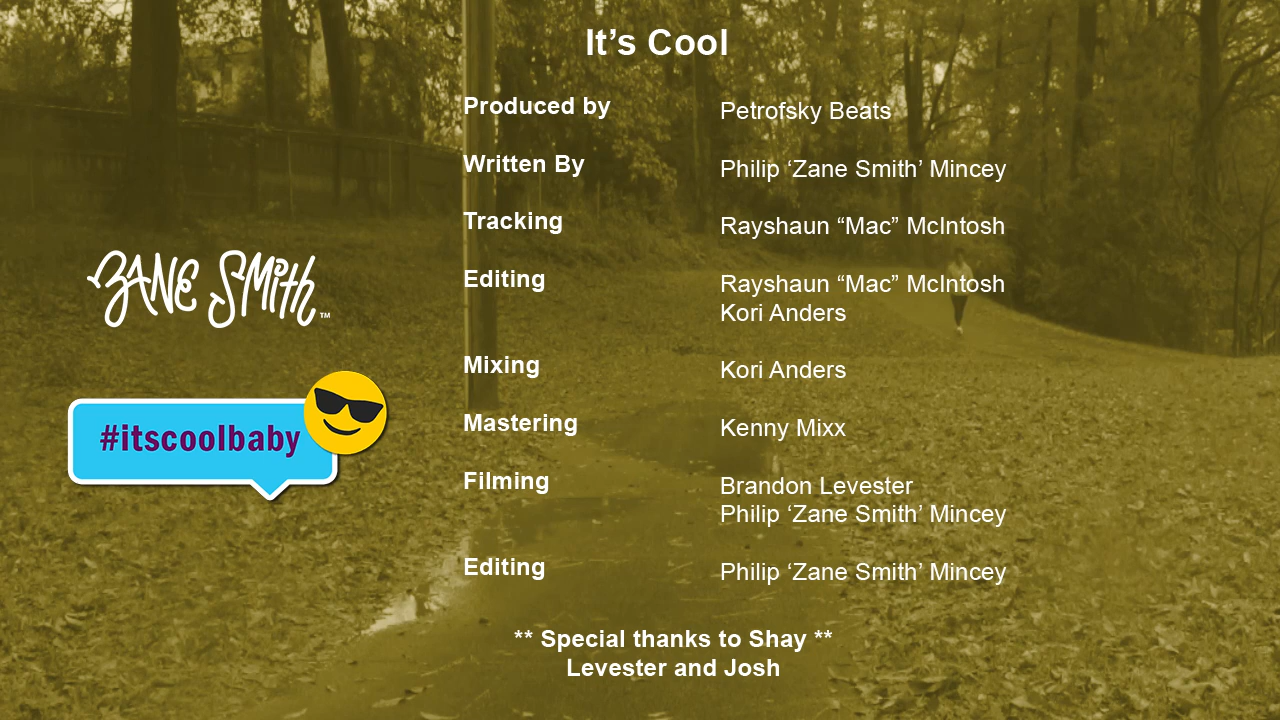 It’s Cool
Produced by Petrofsky Beats
Written By Philip ‘Zane Smith’ Mincey
Tracking Rayshaun “Mac” McIntosh
Editing Rayshaun “Mac” McIntosh
Kori Anders
Mixing Kori Anders
Mastering Kenny Mixx
Filming Brandon Levester
Philip ‘Zane Smith’ Mincey
Editing Philip ‘Zane Smith’ Mincey
** Special thanks to Shay **
Levester and Josh
ZANE SMith™
#itscoolbaby